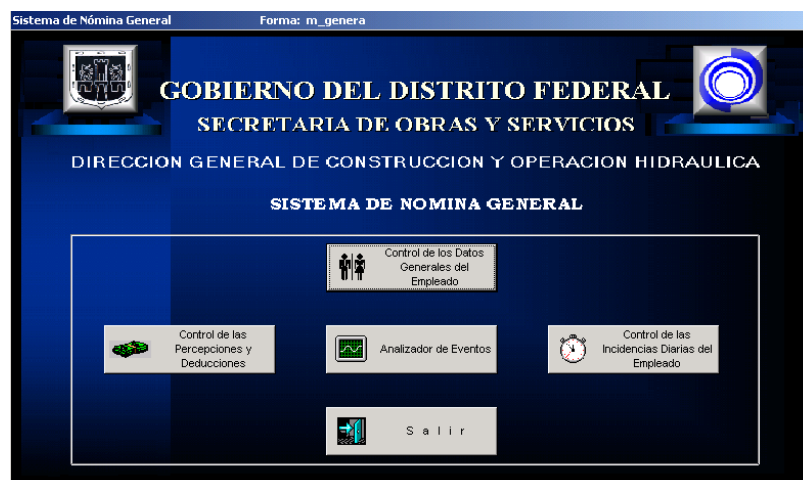 Sistema de Nómina General Forma: m_genera
GOBIERNO DEL DISTRITO FEDERAL
SECRETARIA DE OBRAS Y SERVICIOS
DIRECCION GENERAL DE CONSTRUCCION Y OPERACION HIDRAULICA
SISTEMA DE NOMINA GENERAL
Control de los Datos
Generales del
Empleado
Control de las
Percepciones y
Deducciones
Analizador de Eventos
Control de las
Incidencias Diarias del
Empleado
S a l i r